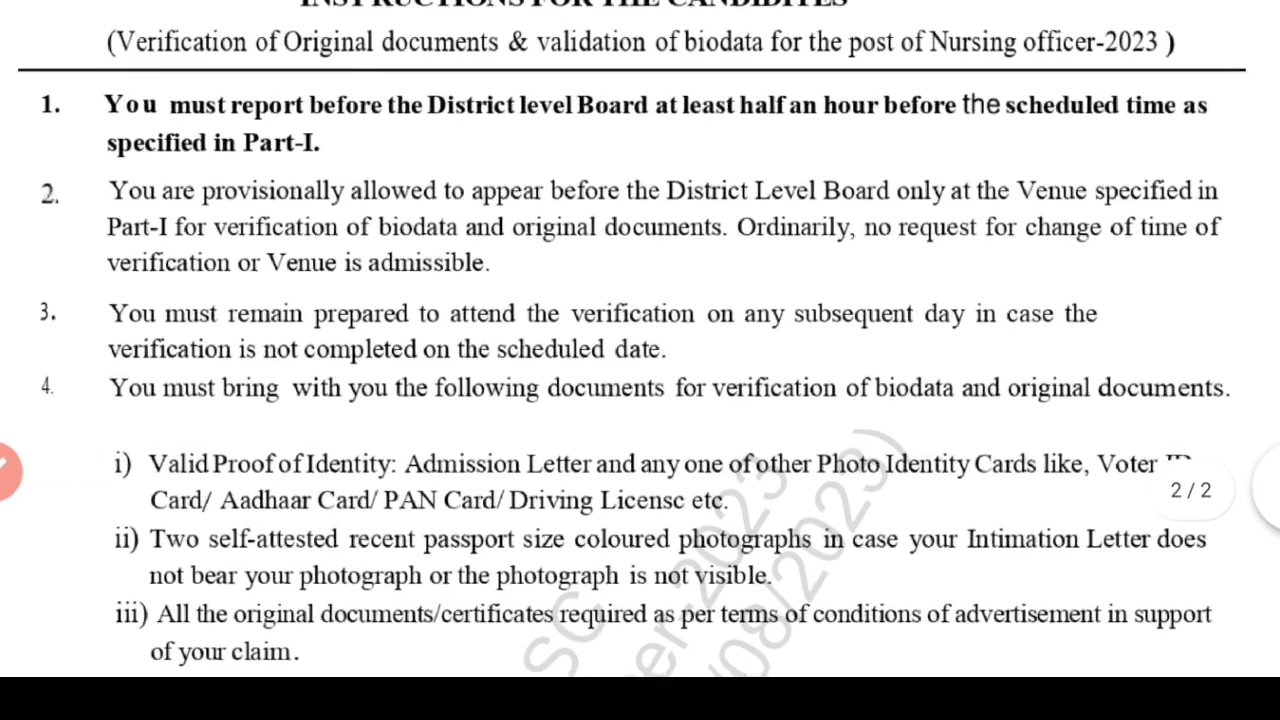 INSTRUCTIONS FOR THE CANDIDITES
(Verification of Original documents & validation of biodata for the post of Nursing officer-2023 )
1. You must report before the District level Board at least half an hour before the scheduled time as
specified in Part-I.
2. You are provisionally allowed to appear before the District Level Board only at the Venue specified in
Part-I for verification of biodata and original documents. Ordinarily, no request for change of time of
verification or Venue is admissible.
3. You must remain prepared to attend the verification on any subsequent day in case the
verification is not completed on the scheduled date.
4. You must bring with you the following documents for verification of biodata and original documents.
i) Valid Proof of Identity: Admission Letter and any one of other Photo Identity Cards like, Voter
Card/ Aadhaar Card/ PAN Card/ Driving License etc.
2 / 2
ii) Two self-attested recent passport size coloured photographs in case your Intimation Letter does
not bear your photograph or the photograph is not visible.
iii) All the original documents/certificates required as per terms of conditions of advertisement in support
of your claim.
SC
er-2023
/08/2023)